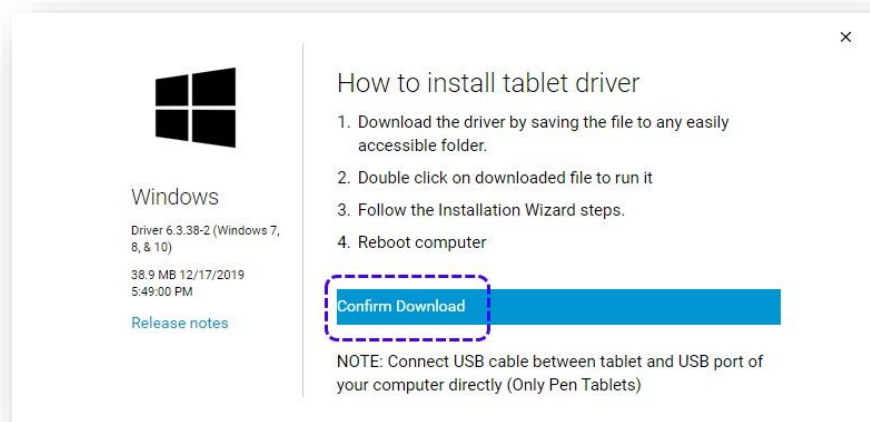 ×
Windows
Driver 6.3.38-2 (Windows 7,
8, & 10)
38.9 MB 12/17/2019
5:49:00 PM
Release notes
How to install tablet driver
1. Download the driver by saving the file to any easily
accessible folder.
2. Double click on downloaded file to run it
3. Follow the Installation Wizard steps.
4. Reboot computer
Confirm Download
NOTE: Connect USB cable between tablet and USB port of
your computer directly (Only Pen Tablets)